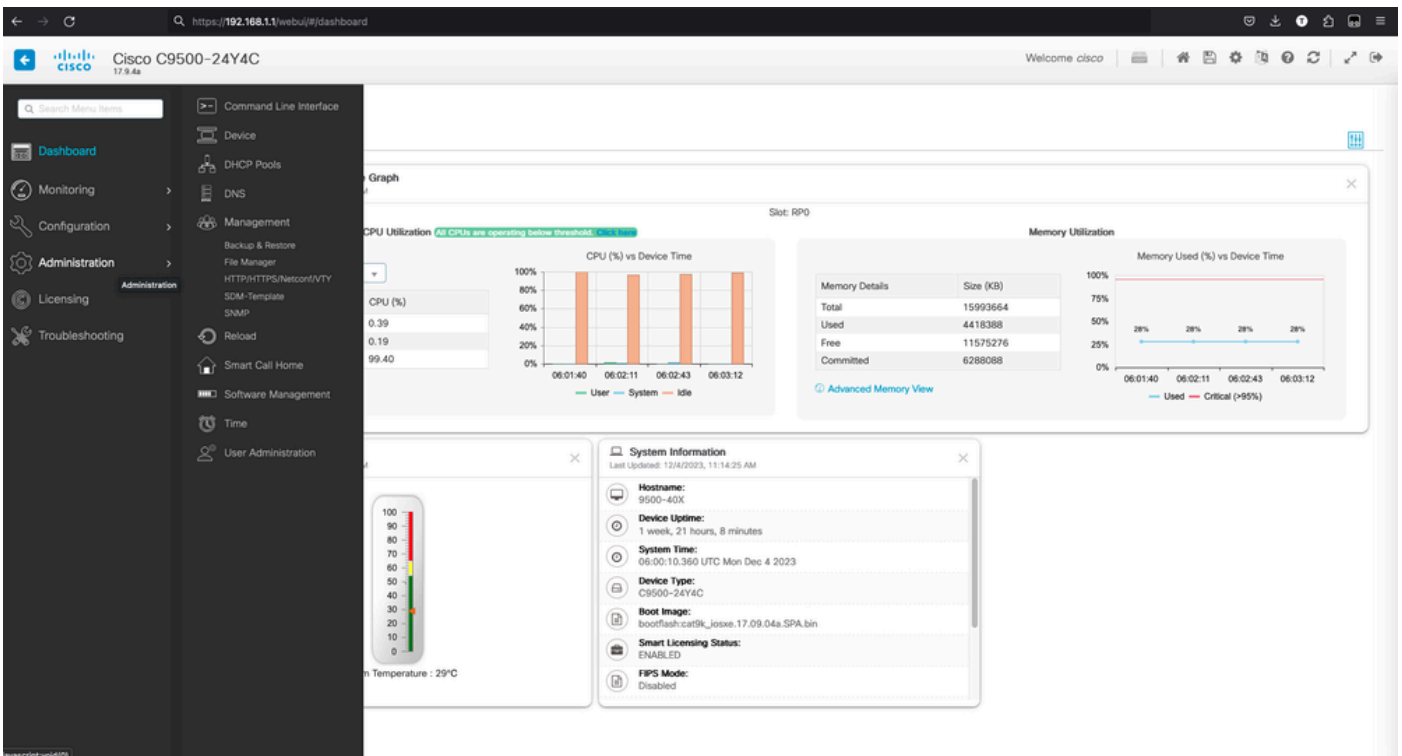 https://192.168.1.1/webui/#/dashboard
CISCO
Cisco C9500-24Y4C
17.9.4a
Welcome cisco
Search Menu Items
Dashboard
Monitoring
Configuration
Administration
Administration
Licensing
Troubleshooting
Command Line Interface
Device
DHCP Pools
DNS
Management
Backup & Restore
File Manager
HTTP/HTTPS/Netconf/VTY
SDM-Template
SNMP
Reload
Smart Call Home
Software Management
Time
User Administration
Graph
Slot: RP0
CPU Utilization All CPUs are operating below threshold. Click here
CPU (%)
0.39
0.19
99.40
CPU (%) vs Device Time
100%
80%
60%
40%
20%
0%
06:01:40 06:02:11 06:02:43 06:03:12
User System Idle
Memory Utilization
Memory Details Size (KB)
Total 15993664
Used 4418388
Free 11575276
Committed 6288088
Advanced Memory View
Memory Used (%) vs Device Time
100%
75%
50%
25%
0%
28% 28% 28% 28%
06:01:40 06:02:11 06:02:43 06:03:12
Used Critical (>95%)
100
90
80
70
60
50
40
30
20
10
0
Temperature : 29°C
System Information
Last Updated: 12/4/2023, 11:14:25 AM
Hostname:
9500-40X
Device Uptime:
1 week, 21 hours, 8 minutes
System Time:
06:00:10.360 UTC Mon Dec 4 2023
Device Type:
C9500-24Y4C
Boot Image:
bootflash:cat9k_iosxe.17.09.04a.SPA.bin
Smart Licensing Status:
ENABLED
FIPS Mode:
Disabled